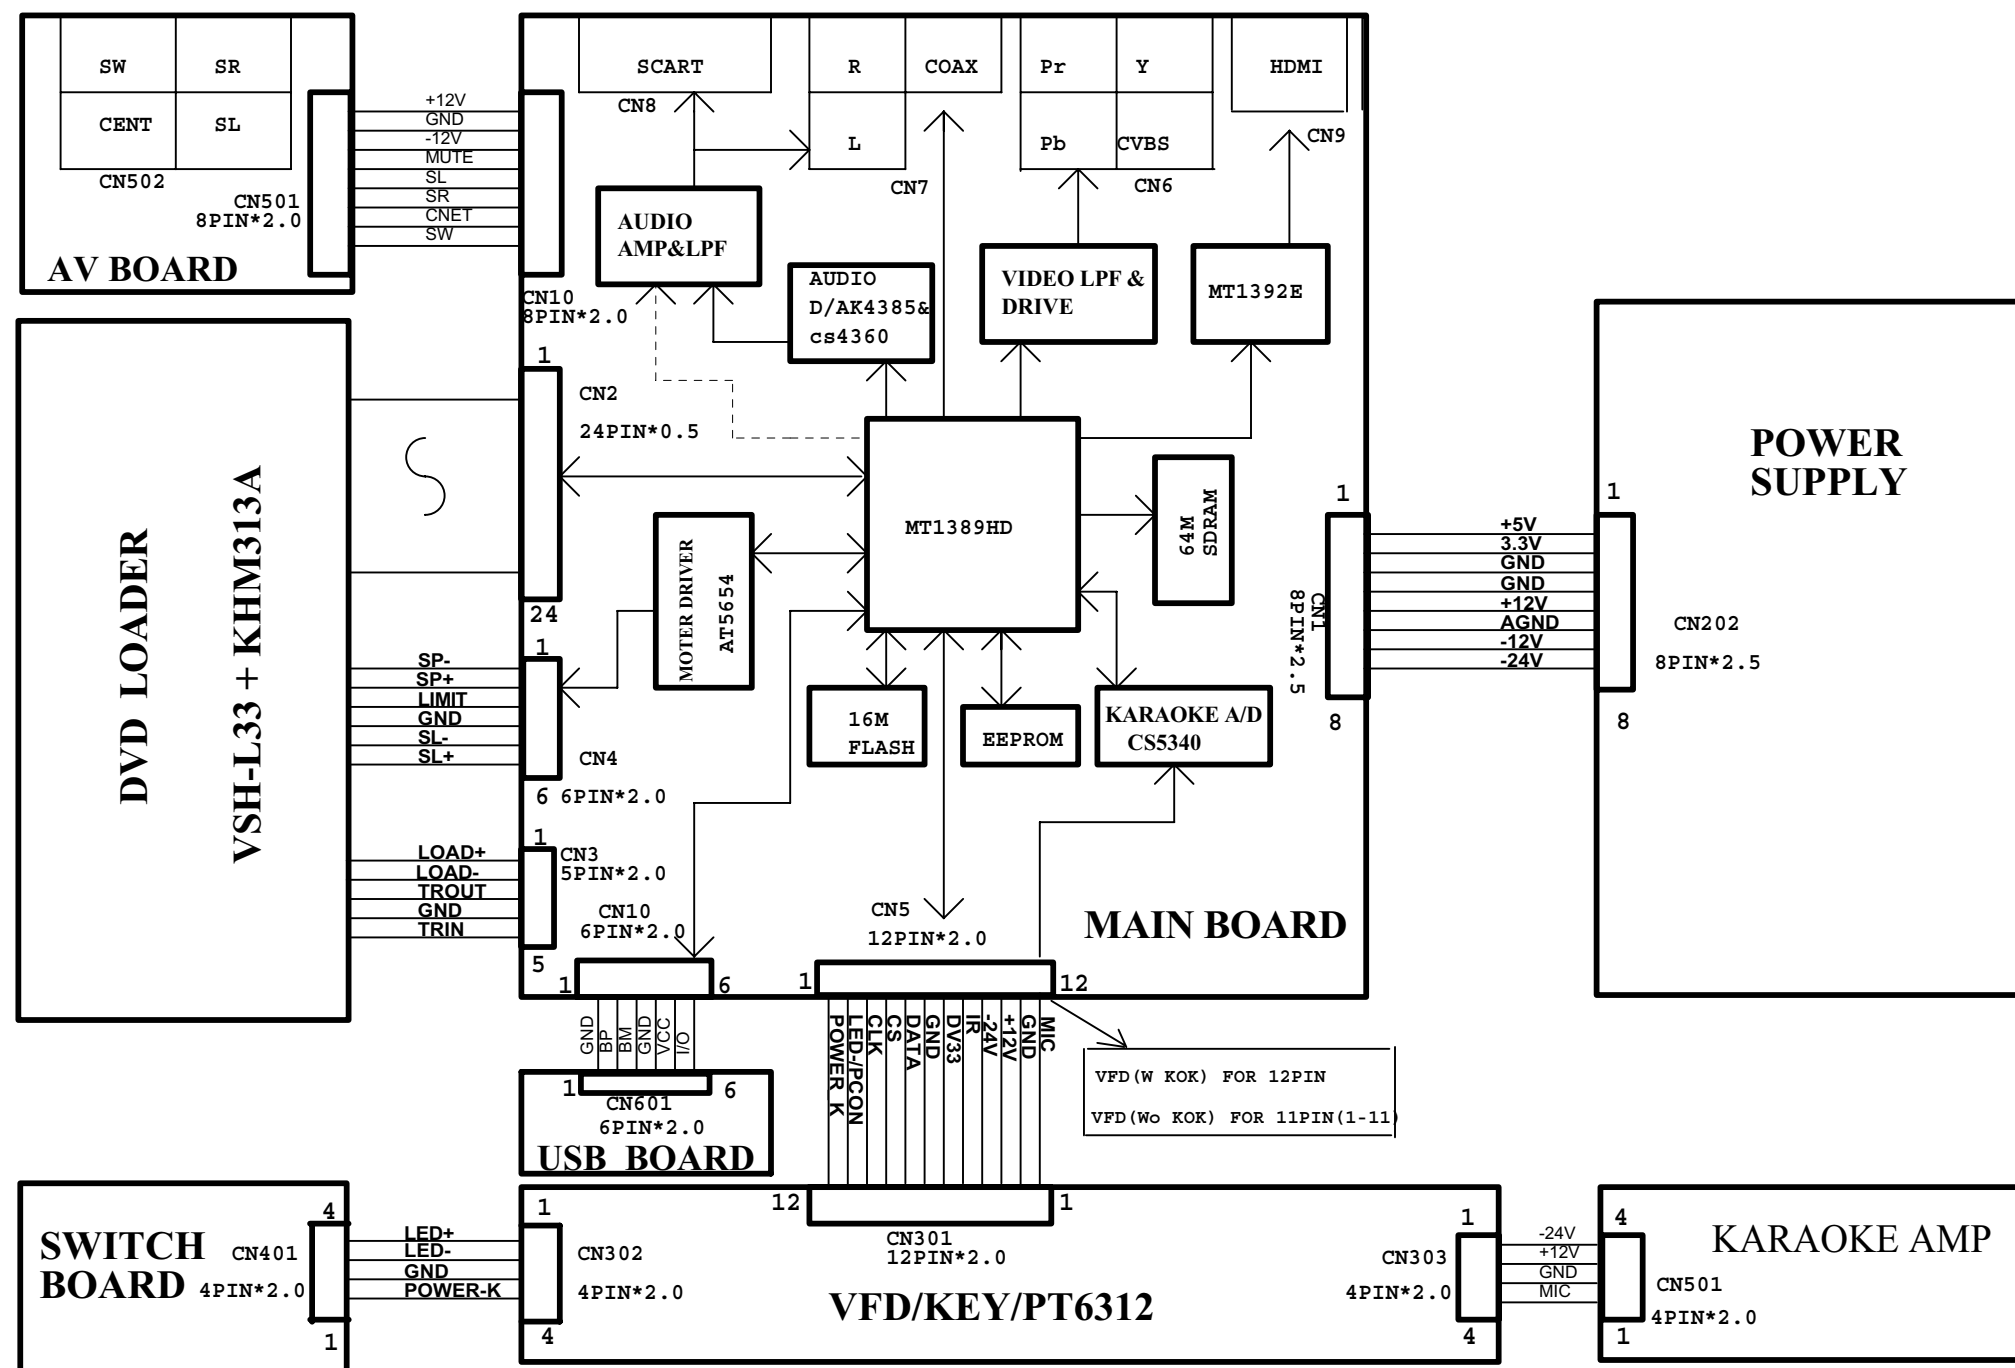 SW SR
CENT SL
CN502
CN501
8PIN*2.0
AV BOARD
+12V
GND
-12V
MUTE
SL
SR
CNET
SW
CN10
8PIN*2.0
SCART
CN8
R COAX
L
CN7
Pr Y
Pb CVBS
CN6
HDMI
CN9
AUDIO
AMP&LPF
AUDIO
D/AK4385&
cs4360
VIDEO LPF &
DRIVE
MT1392E
DVD LOADER
VSH-L33 + KHM313A
1
CN2
24PIN*0.5
24
MT1389HD
64M
SDRAM
MOTER DRIVER
AT5654
SP-
SP+
LIMIT
GND
SL-
SL+
1
CN4
6 6PIN*2.0
16M
FLASH
EEPROM
KARAOKE A/D
CS5340
1
CN1
8PIN*2.5
8
+5V
3.3V
GND
GND
+12V
AGND
-12V
-24V
POWER
SUPPLY
1
CN202
8PIN*2.5
8
LOAD+
LOAD-
TROUT
GND
TRIN
1
CN3
5PIN*2.0
5
CN10
6PIN*2.0
1 6
CN5
12PIN*2.0
1 12
MAIN BOARD
GND
BP
BM
GND
VCC
I/O
POWER K
LED-/PCON
CLK
CS
DATA
GND
DV33
IR
-24V
+12V
GND
MIC
VFD(W KOK) FOR 12PIN
VFD(Wo KOK) FOR 11PIN(1-11)
1 6
CN601
6PIN*2.0
USB BOARD
SWITCH
BOARD
4
CN401
4PIN*2.0
1
LED+
LED-
GND
POWER-K
1
CN302
4PIN*2.0
4
12 1
CN301
12PIN*2.0
VFD/KEY/PT6312
1
CN303
4PIN*2.0
4
-24V
+12V
GND
MIC
4
KARAOKE AMP
CN501
4PIN*2.0
1